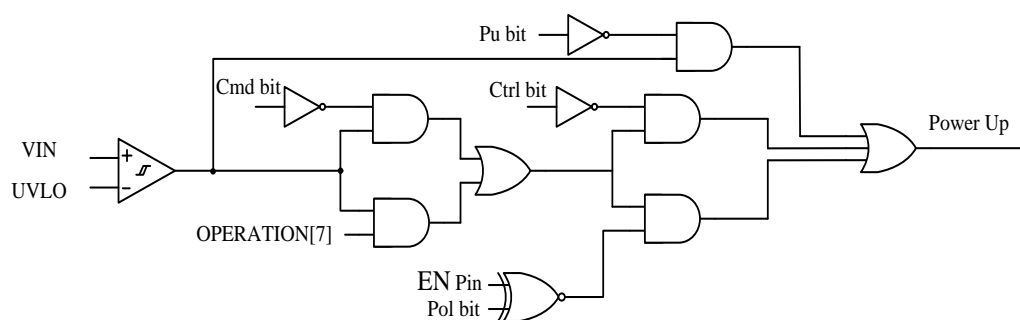 Pu bit
Cmd bit
Ctrl bit
Power Up
VIN
+
UVLO
-
OPERATION[7]
EN Pin
Pol bit